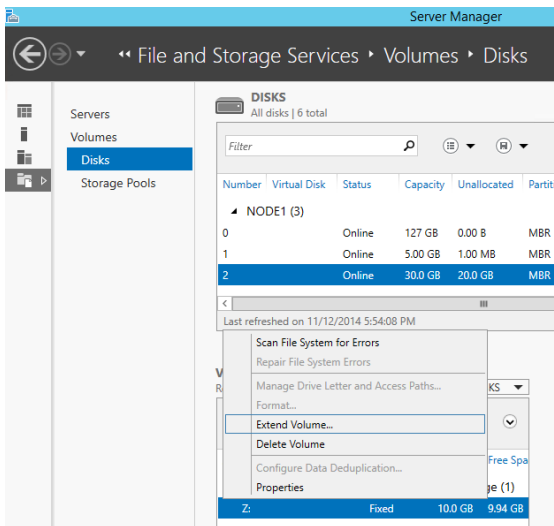 Server Manager
◂◂ File and Storage Services ▸ Volumes ▸ Disks
Servers
Volumes
Disks
Storage Pools
DISKS
All disks | 6 total
Filter
Number Virtual Disk Status Capacity Unallocated Partit
NODE1 (3)
0 Online 127 GB 0.00 B MBR
1 Online 5.00 GB 1.00 MB MBR
2 Online 30.0 GB 20.0 GB MBR
Last refreshed on 11/12/2014 5:54:08 PM
Scan File System for Errors
Repair File System Errors
V
R
Manage Drive Letter and Access Paths...
KS
Format...
Extend Volume...
Delete Volume
Free Spa
Configure Data Deduplication...
ge (1)
Properties
Z: Fixed 10.0 GB 9.94 GB